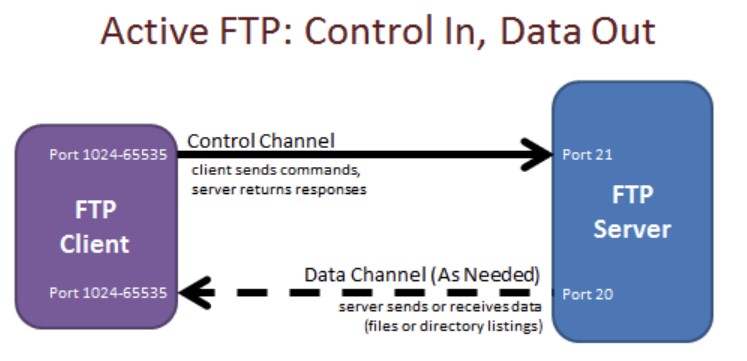 Active FTP: Control In, Data Out
Control Channel
Port 1024-65535
Port 21
client sends commands,
server returns responses
FTP
Client
FTP
Server
Data Channel (As Needed)
Port 1024-65535
Port 20
server sends or receives data
(files or directory listings)